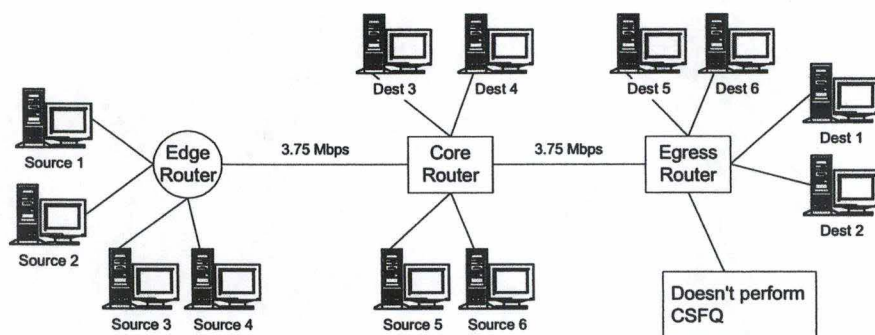 Dest 3
Dest 4
Dest 5
Dest 6
Source 1
Edge
Router
3.75 Mbps
Core
Router
3.75 Mbps
Egress
Router
Dest 1
Source 2
Dest 2
Source 3
Source 4
Source 5
Source 6
Doesn't perform
CSFQ